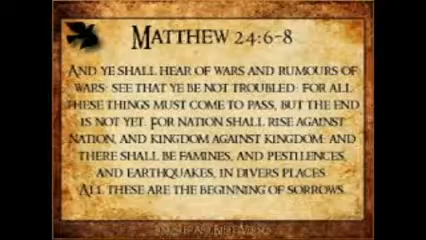 MATTHEW 24:6-8
AND YE SHALL HEAR OF WARS AND RUMOURS OF
WARS: SEE THAT YE BE NOT TROUBLED: FOR ALL
THESE THINGS MUST COME TO PASS, BUT THE END
IS NOT YET. FOR NATION SHALL RISE AGAINST
NATION, AND KINGDOM AGAINST KINGDOM: AND
THERE SHALL BE FAMINES, AND PESTILENCES,
AND EARTHQUAKES, IN DIVERS PLACES.
ALL THESE ARE THE BEGINNING OF SORROWS.